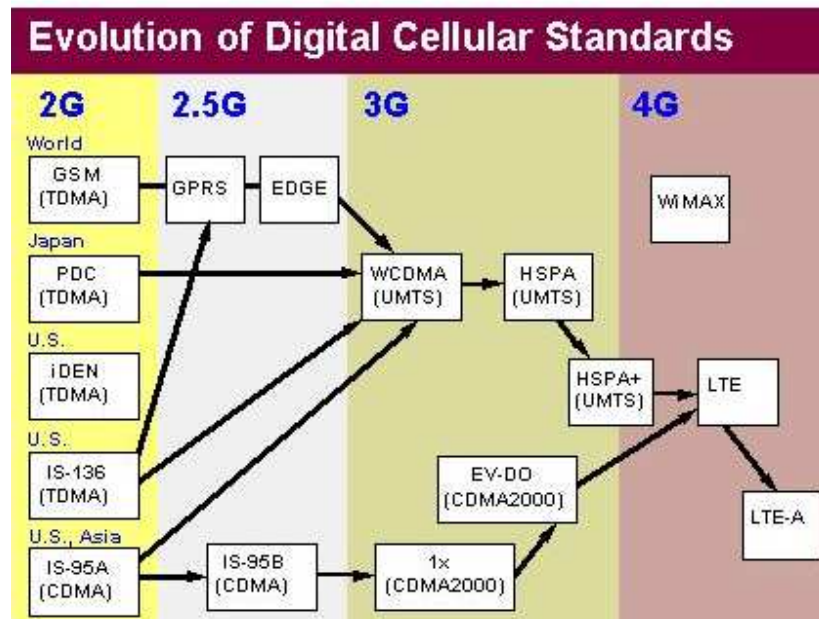 Evolution of Digital Cellular Standards
2G
2.5G
3G
4G
World
GSM
(TDMA)
GPRS
EDGE
WiMAX
Japan
PDC
(TDMA)
WCDMA
(UMTS)
HSPA
(UMTS)
U.S.
iDEN
(TDMA)
HSPA+
(UMTS)
LTE
U.S.
IS-136
(TDMA)
EV-DO
(CDMA2000)
LTE-A
U.S., Asia
IS-95A
(CDMA)
IS-95B
(CDMA)
1x
(CDMA2000)